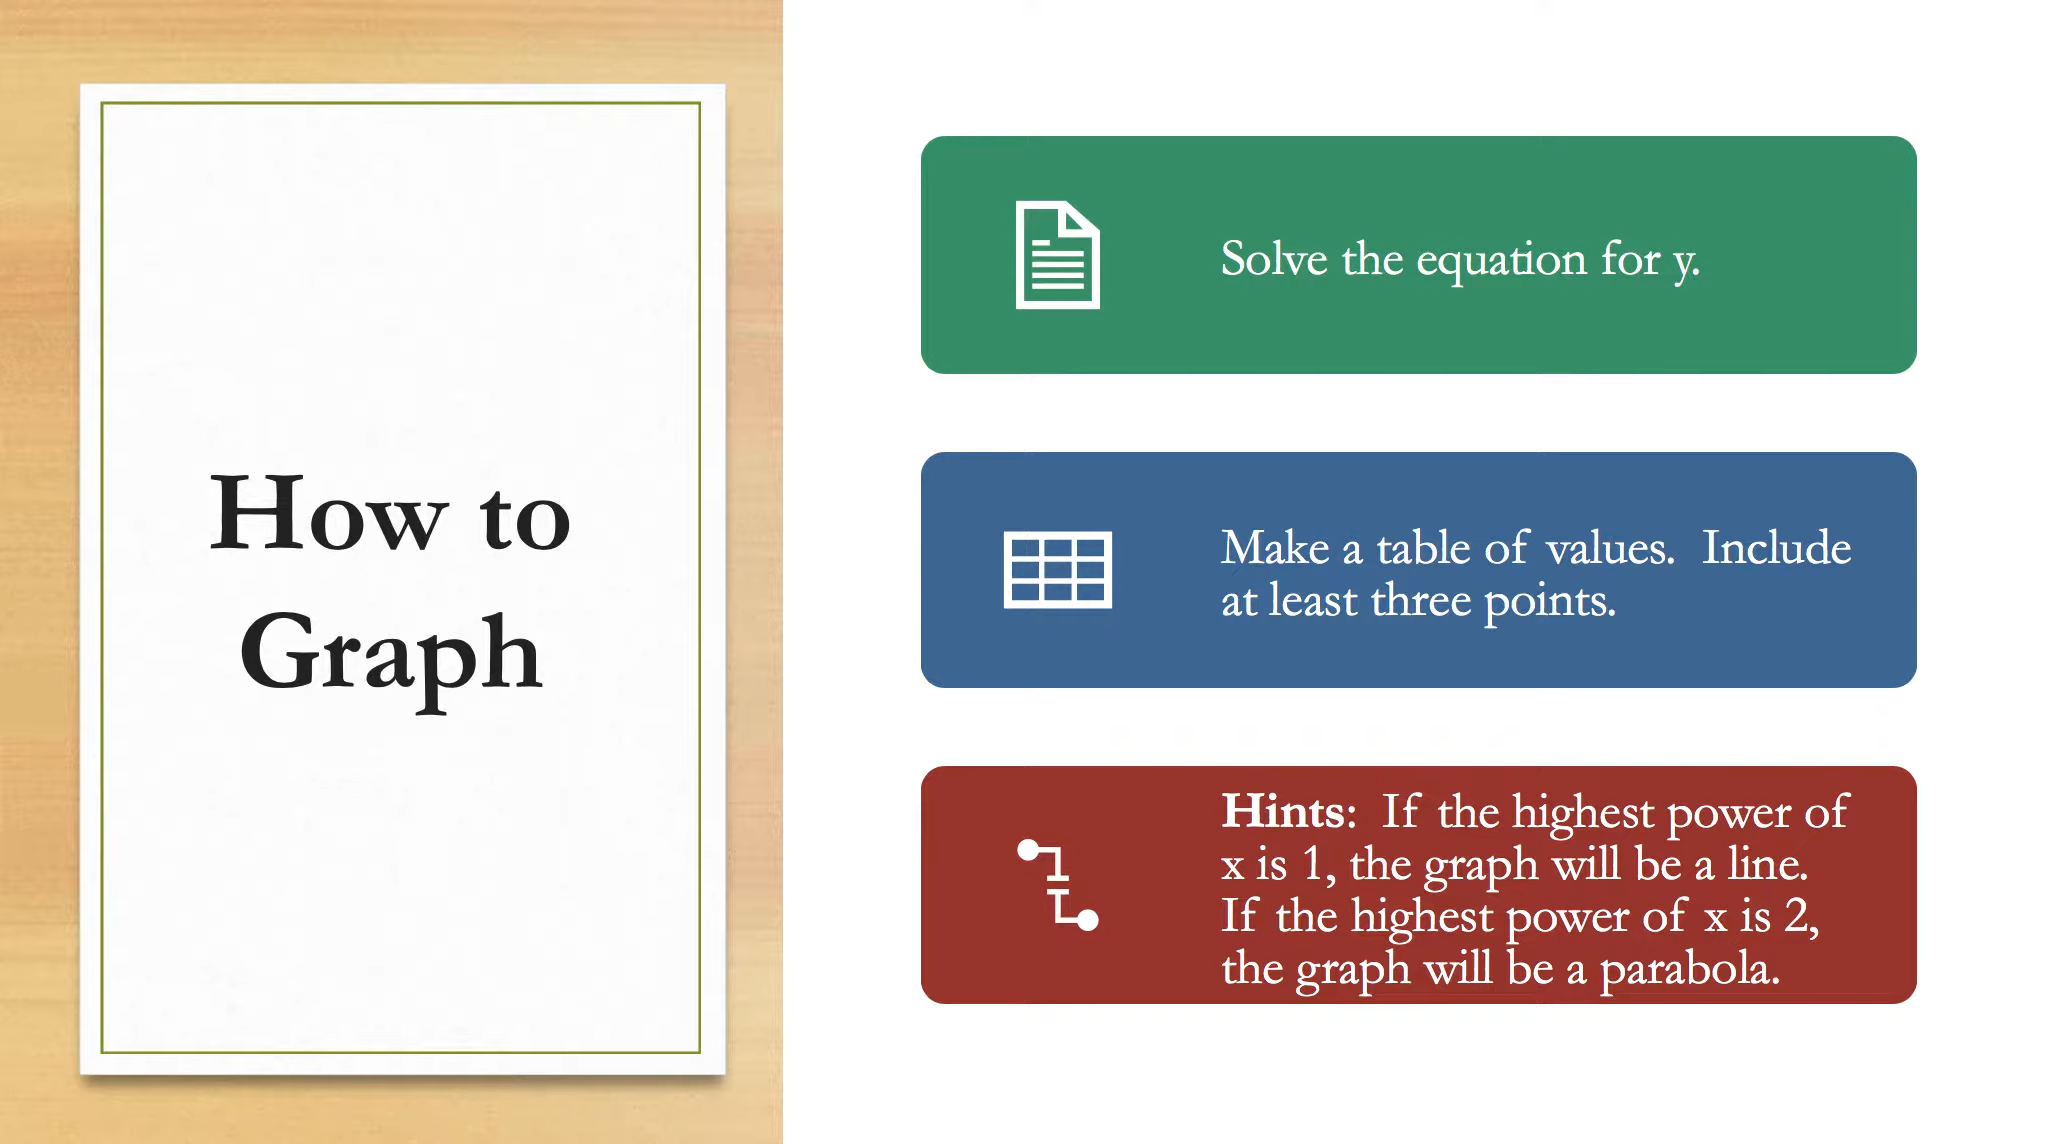 How to
Graph
Solve the equation for y.
Make a table of values.  Include
at least three points.
Hints:  If the highest power of
x is 1, the graph will be a line.
If the highest power of x is 2,
the graph will be a parabola.